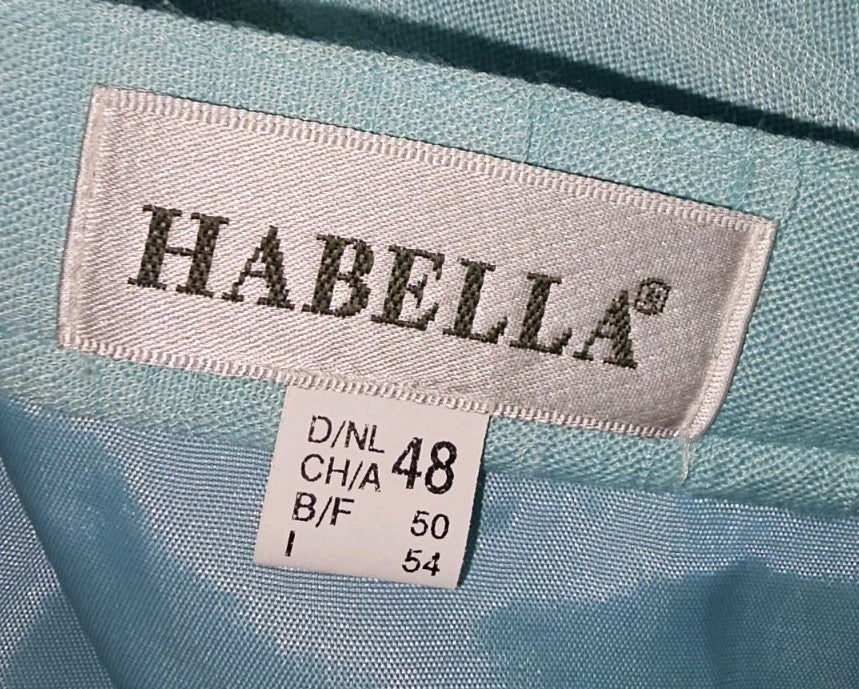 HABELLA®
D/NL
CH/A 48
B/F 50
I 54